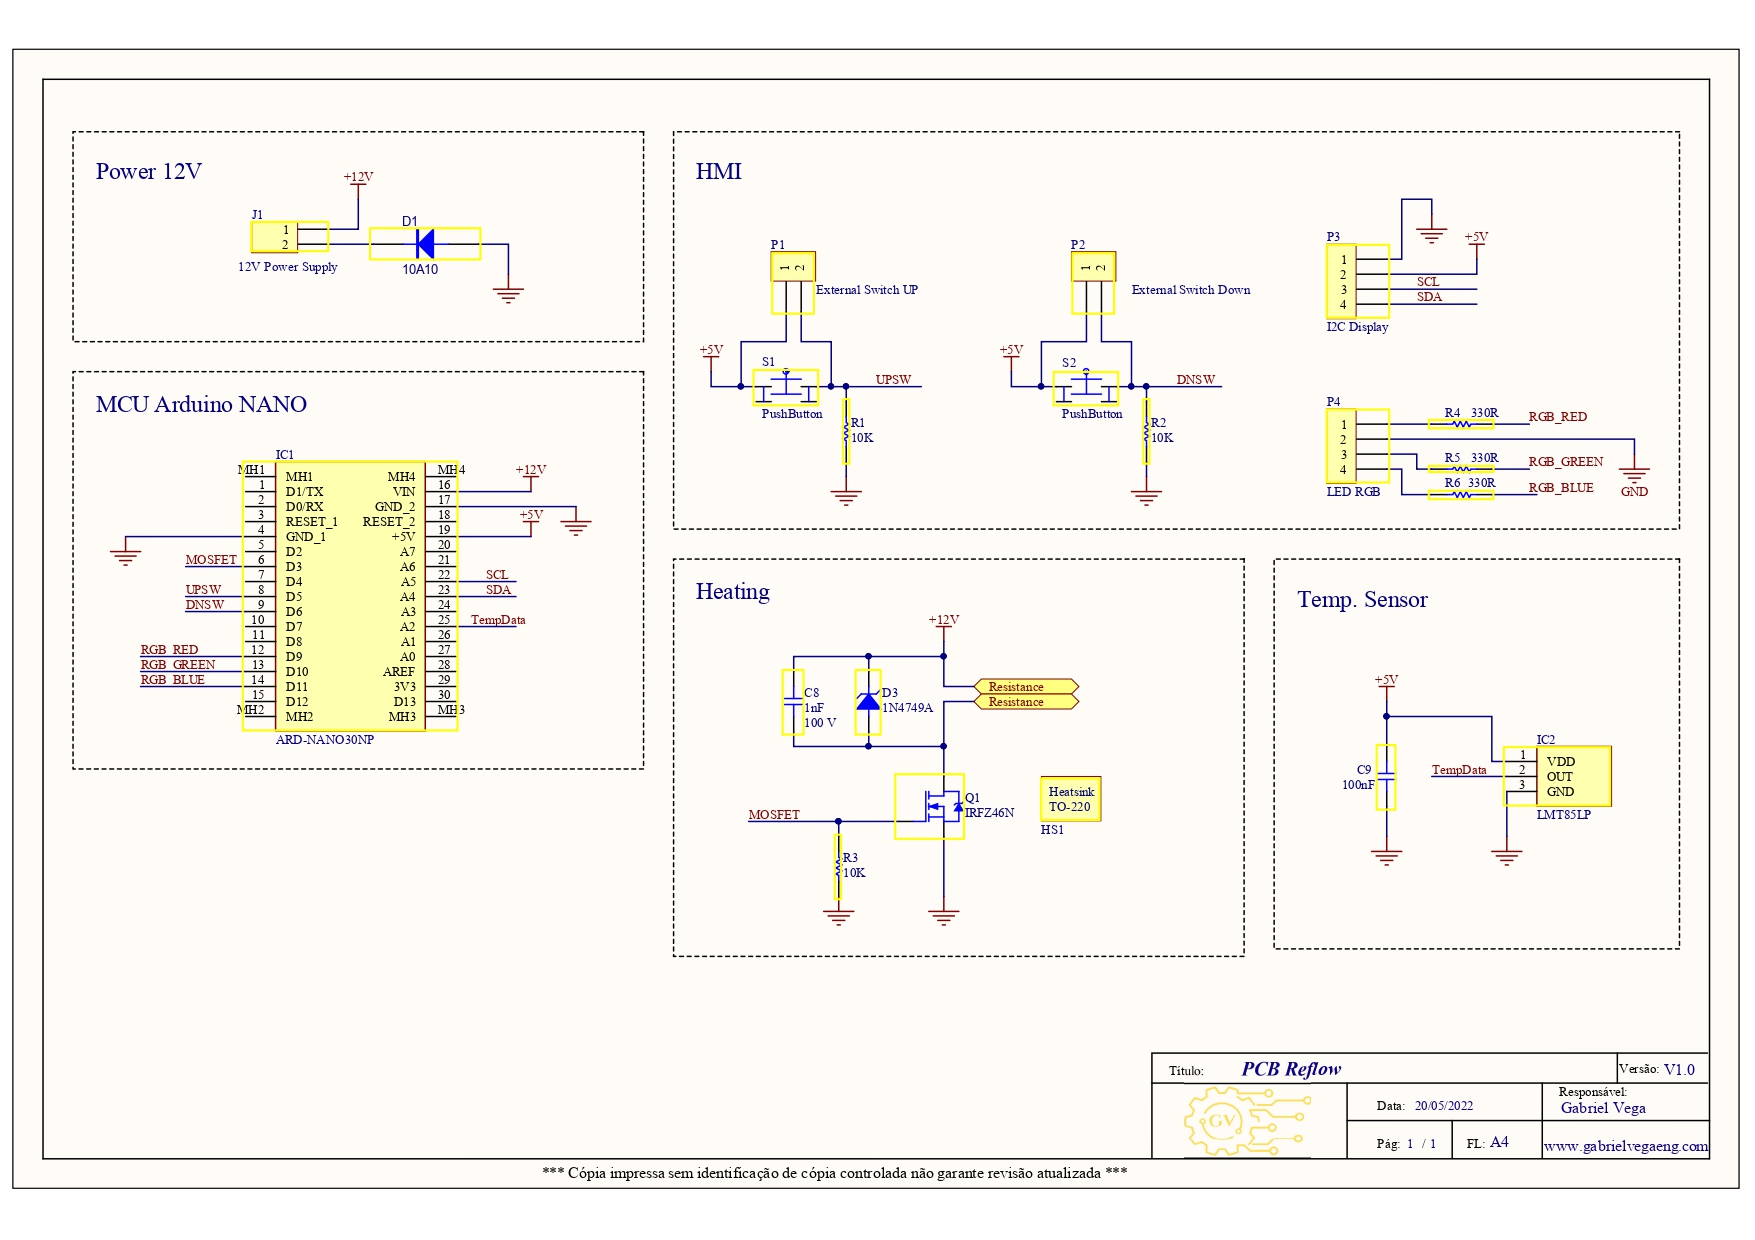 Power 12V
+12V
J1
1
2
12V Power Supply
D1
10A10
HMI
P1
1 2
External Switch UP
+5V
S1
UPSW
PushButton
R1
10K
P2
1 2
External Switch Down
+5V
S2
DNSW
PushButton
R2
10K
P3
+5V
1
2
3 SCL
4 SDA
I2C Display
P4
1 R4 330R RGB_RED
2
3 R5 330R RGB_GREEN
4 R6 330R RGB_BLUE
LED RGB
GND
MCU Arduino NANO
IC1
MH1 MH1 MH4 MH4
1 D1/TX VIN 16 +12V
2 D0/RX GND_2 17
3 RESET_1 RESET_2 18 +5V
4 GND_1 +5V 19
5 D2 A7 20
MOSFET 6 D3 A6 21
7 D4 A5 22 SCL
UPSW 8 D5 A4 23 SDA
DNSW 9 D6 A3 24
10 D7 A2 25 TempData
11 D8 A1 26
RGB_RED 12 D9 A0 27
RGB_GREEN 13 D10 AREF 28
RGB_BLUE 14 D11 3V3 29
15 D12 D13 30
MH2 MH2 MH3 MH3
ARD-NANO30NP
Heating
+12V
C8
1nF
100 V
D3
1N4749A
Resistance
Resistance
MOSFET
Q1
IRFZ46N
R3
10K
Heatsink
TO-220
HS1
Temp. Sensor
+5V
C9
100nF
TempData
IC2
1 VDD
2 OUT
3 GND
LMT85LP
Título: PCB Reflow
Versão: V1.0
GV
Data: 20/05/2022
Responsável:
Gabriel Vega
Pág: 1 / 1
FL: A4
www.gabrielvegaeng.com
*** Cópia impressa sem identificação de cópia controlada não garante revisão atualizada ***